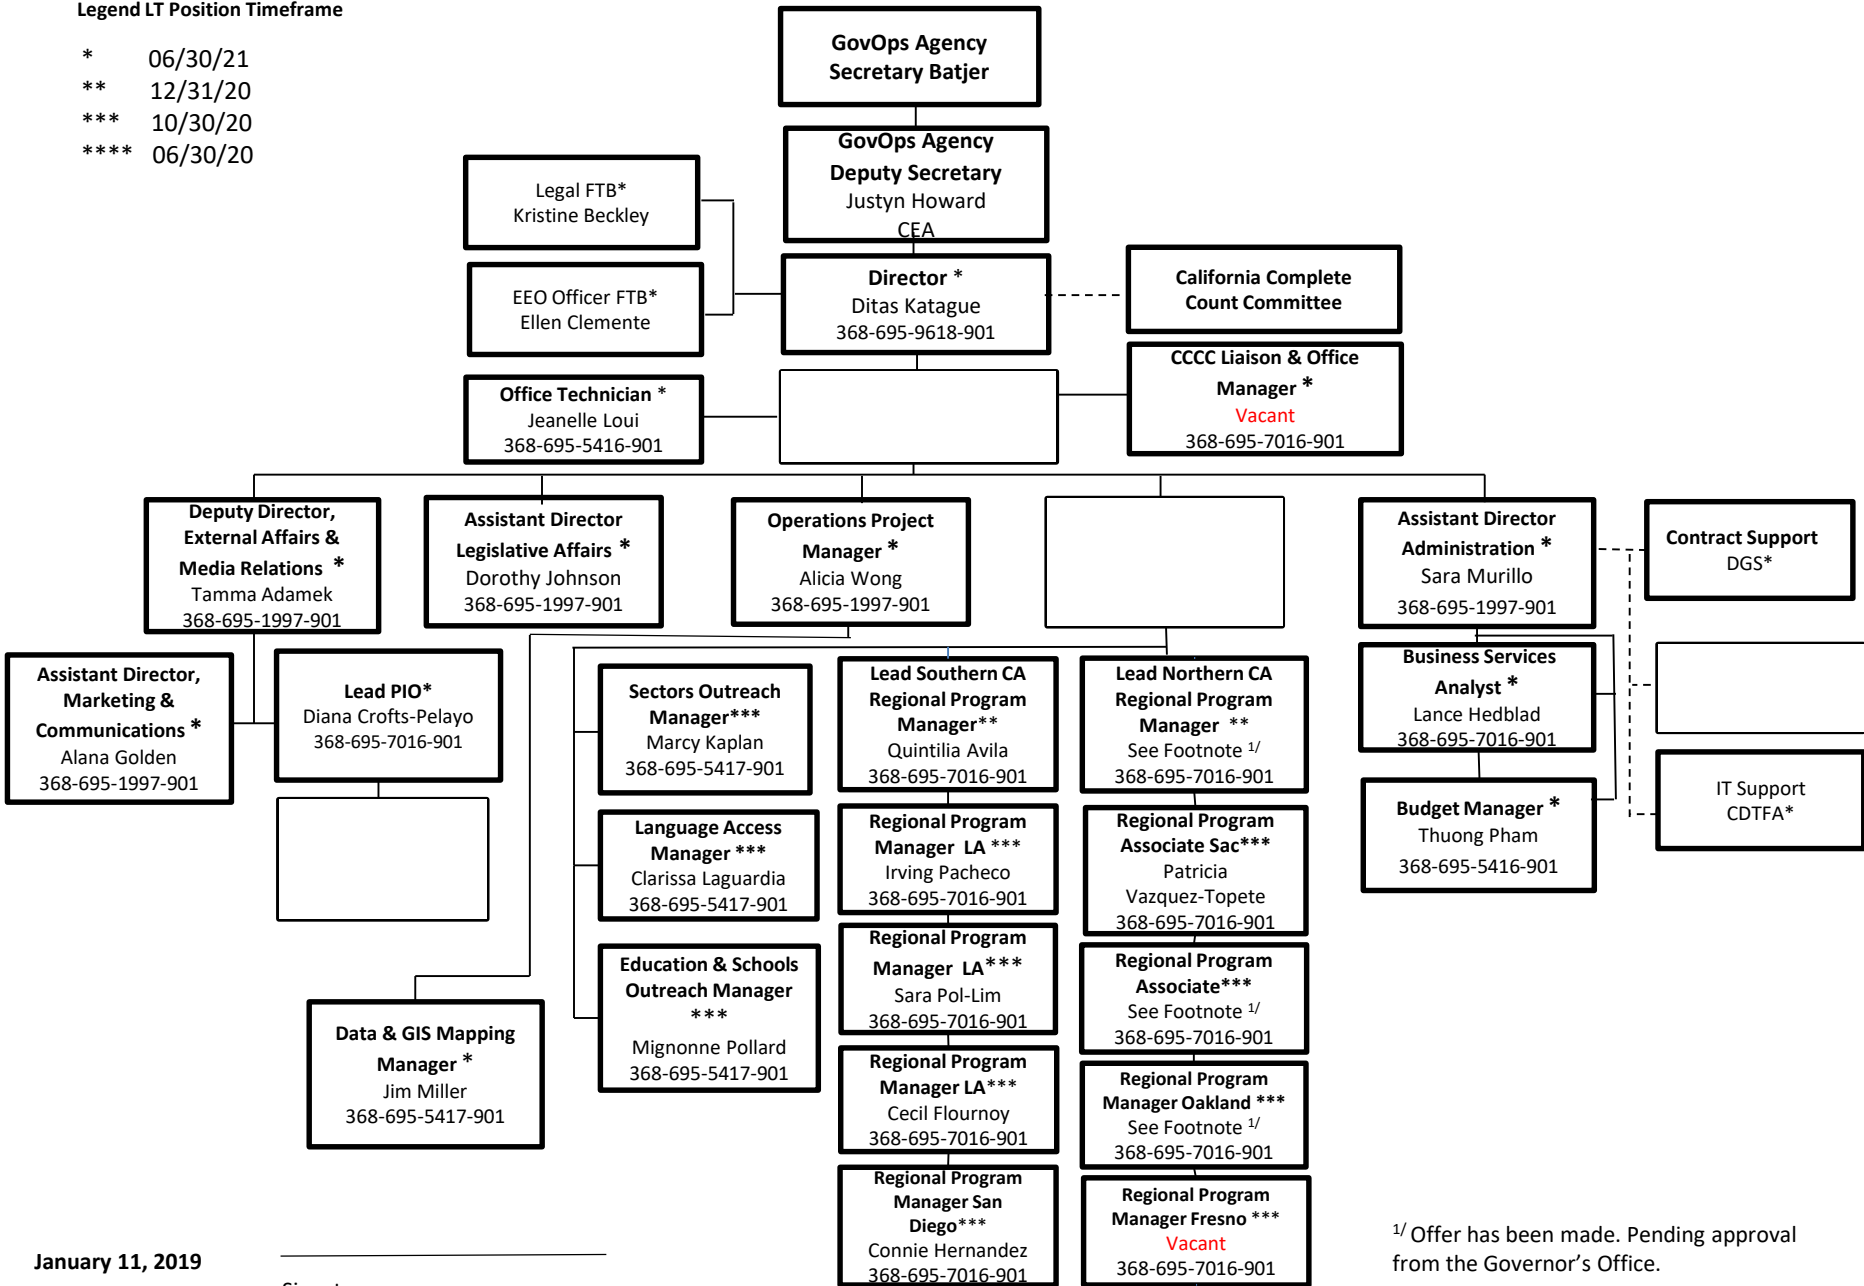 Legend LT Position Timeframe
* 06/30/21
** 12/31/20
*** 10/30/20
**** 06/30/20
GovOps Agency
Secretary Batjer
GovOps Agency
Deputy Secretary
Justyn Howard
CEA
Legal FTB*
Kristine Beckley
EEO Officer FTB*
Ellen Clemente
Director *
Ditas Katague
368-695-9618-901
California Complete
Count Committee
Office Technician *
Jeanelle Loui
368-695-5416-901
CCCC Liaison & Office
Manager *
Vacant
368-695-7016-901
Deputy Director,
External Affairs &
Media Relations *
Tamma Adamek
368-695-1997-901
Assistant Director
Legislative Affairs *
Dorothy Johnson
368-695-1997-901
Operations Project
Manager *
Alicia Wong
368-695-1997-901
Assistant Director
Administration *
Sara Murillo
368-695-1997-901
Contract Support
DGS*
Assistant Director,
Marketing &
Communications *
Alana Golden
368-695-1997-901
Lead PIO*
Diana Crofts-Pelayo
368-695-7016-901
Sectors Outreach
Manager***
Marcy Kaplan
368-695-5417-901
Lead Southern CA
Regional Program
Manager**
Quintilia Avila
368-695-7016-901
Lead Northern CA
Regional Program
Manager **
See Footnote 1/
368-695-7016-901
Business Services
Analyst *
Lance Hedblad
368-695-7016-901
IT Support
CDTFA*
Budget Manager *
Thuong Pham
368-695-5416-901
Language Access
Manager ***
Clarissa Laguardia
368-695-5417-901
Regional Program
Manager LA ***
Irving Pacheco
368-695-7016-901
Regional Program
Associate Sac***
Patricia
Vazquez-Topete
368-695-7016-901
Education & Schools
Outreach Manager
***
Mignonne Pollard
368-695-5417-901
Regional Program
Manager LA***
Sara Pol-Lim
368-695-7016-901
Regional Program
Associate***
See Footnote 1/
368-695-7016-901
Data & GIS Mapping
Manager *
Jim Miller
368-695-5417-901
Regional Program
Manager LA***
Cecil Flournoy
368-695-7016-901
Regional Program
Manager Oakland ***
See Footnote 1/
368-695-7016-901
Regional Program
Manager San
Diego***
Connie Hernandez
368-695-7016-901
Regional Program
Manager Fresno ***
Vacant
368-695-7016-901
1/ Offer has been made. Pending approval
from the Governor's Office.
January 11, 2019